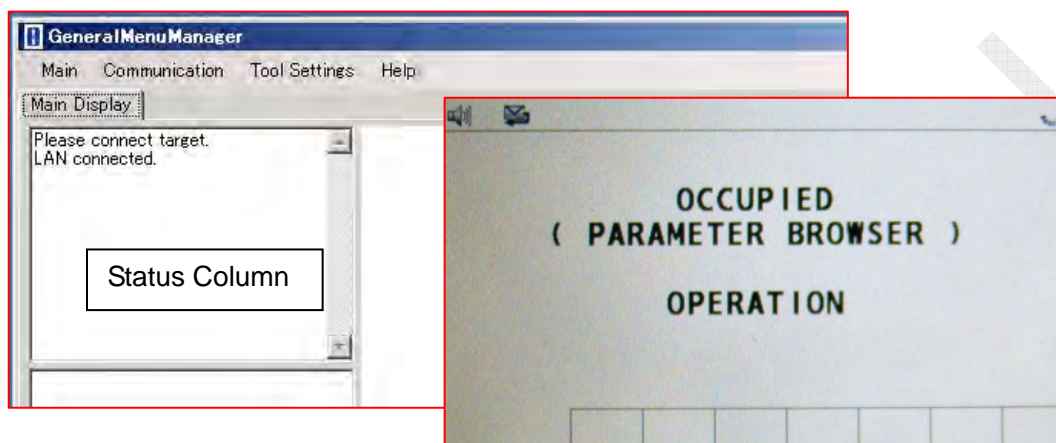 GeneralMenuManager
Main Communication Tool Settings Help
Main Display
Please connect target.
LAN connected.
Status Column
OCCUPIED
( PARAMETER BROWSER )
OPERATION